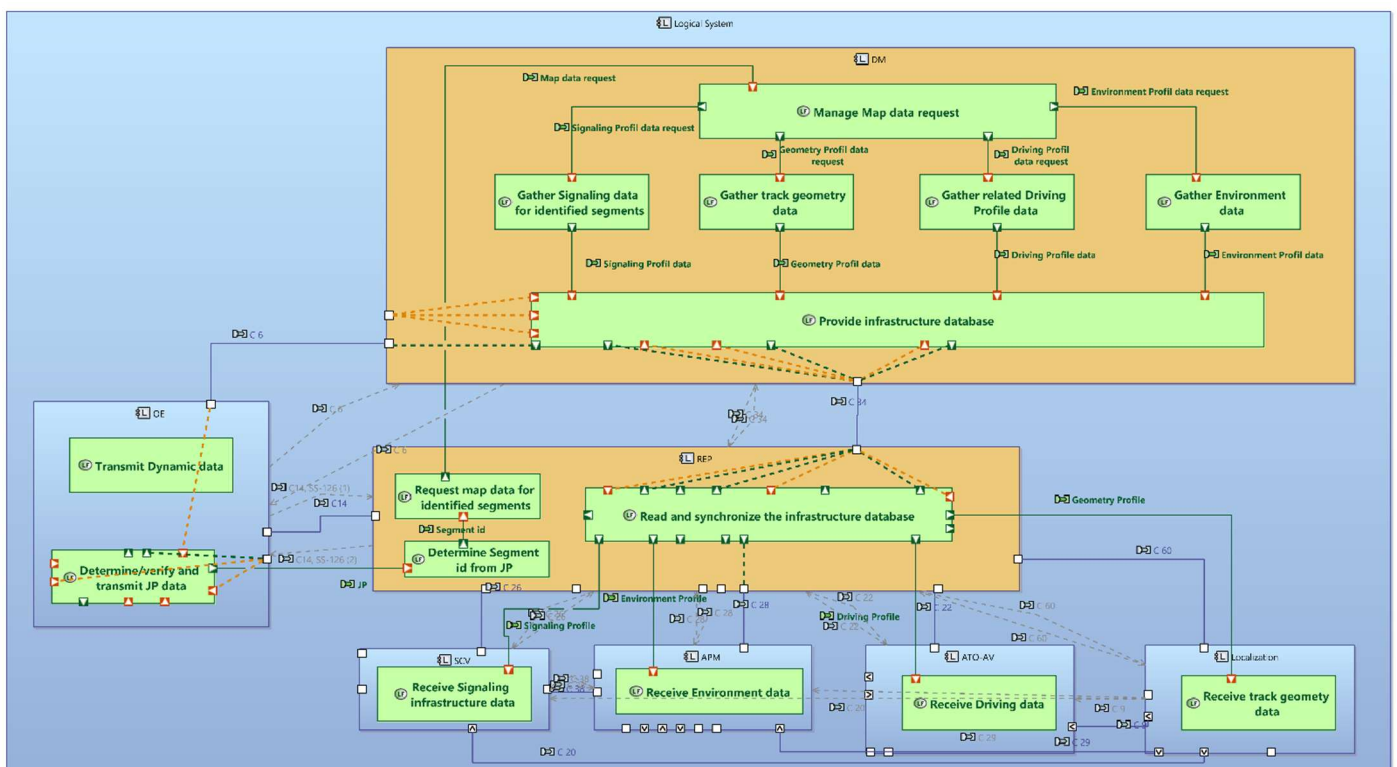 Logical System
DM
Map data request
Environment Profil data request
Manage Map data request
Signaling Profil data request
Geometry Profil data
request
Driving Profil
data request
Gather Signaling data
for identified segments
Gather track geometry
data
Gather related Driving
Profile data
Gather Environment
data
Signaling Profil data
Geometry Profil data
Driving Profile data
Environment Profil data
Provide infrastructure database
C 6
C 6
C 34
C 34
OE
C 6
REP
Transmit Dynamic data
C14, SS-126 (1)
C14
Request map data for
identified segments
Geometry Profile
Read and synchronize the infrastructure database
Segment id
Determine Segment
id from JP
C 60
C14, SS-126 (2)
Determine/verify and
transmit JP data
JP
C 26
Environment Profile
C 28
C 22
C 22
C 60
C 28
Signaling Profile
Driving Profile
C 22
C 60
SCV
APM
ATO-AV
Localization
Receive Signaling
infrastructure data
Receive Environment data
Receive Driving data
Receive track geomety
data
C 20
C 9
C 29
C 29
C 20